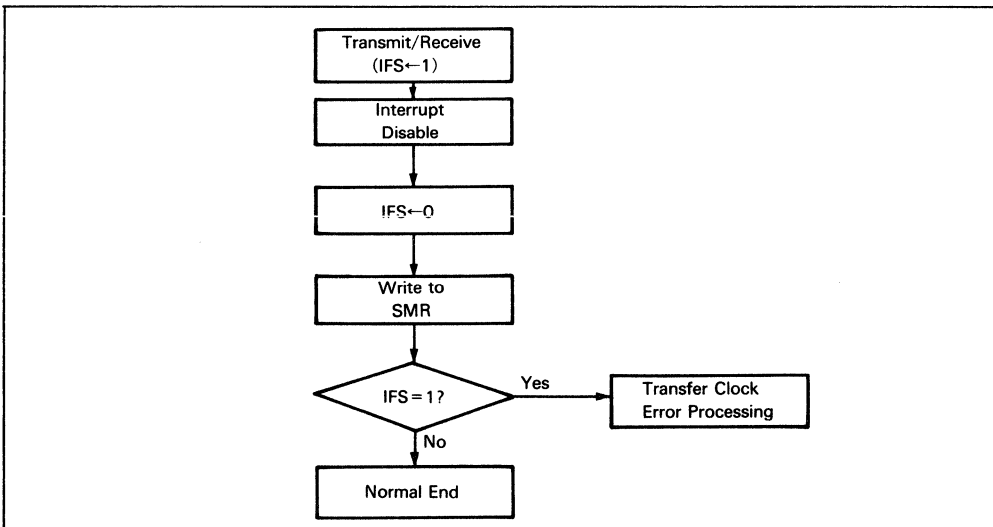 Transmit/Receive
(IFS←1)
Interrupt
Disable
IFS←0
Write to
SMR
IFS=1?
Yes
Transfer Clock
Error Processing
No
Normal End